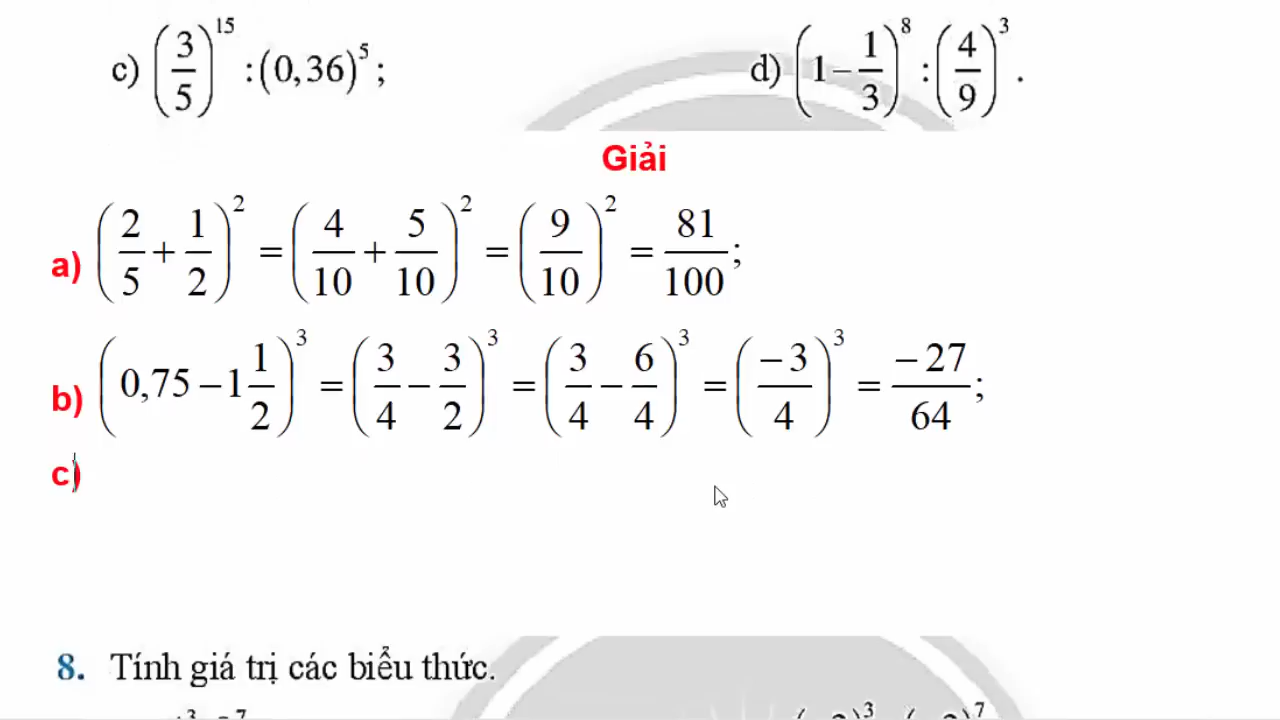 c) (3/5)^15 : (0,36)^5 ; d) (1 − 1/3)^8 : (4/9)^3 .
Giải
a) (2/5 + 1/2)^2 = (4/10 + 5/10)^2 = (9/10)^2 = 81/100 ;
b) (0,75 − 1 1/2)^3 = (3/4 − 3/2)^3 = (3/4 − 6/4)^3 = (−3/4)^3 = −27/64 ;
c)
8. Tính giá trị các biểu thức.